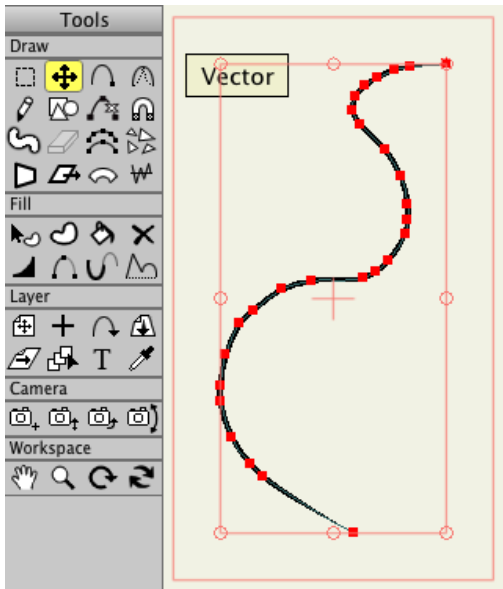 Tools
Draw
Fill
Layer
T
Camera
Workspace
Vector